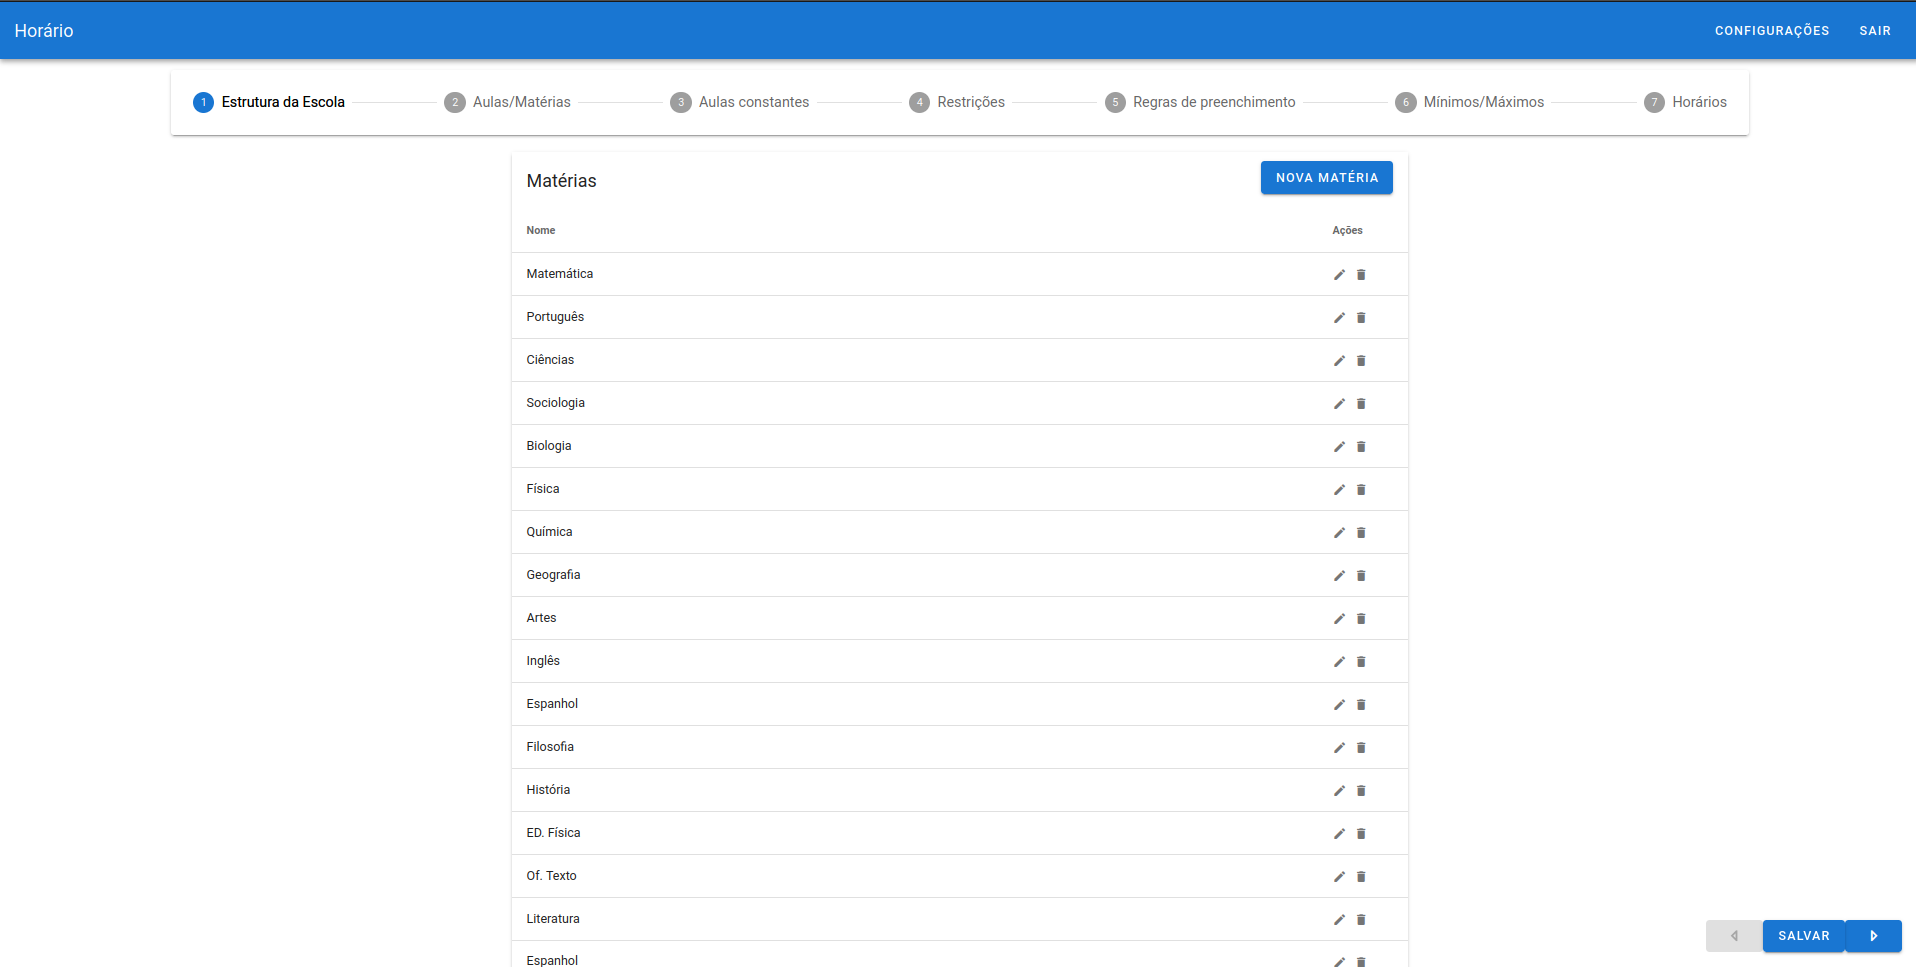 Horário
CONFIGURAÇÕES SAIR
1 Estrutura da Escola 2 Aulas/Matérias 3 Aulas constantes 4 Restrições 5 Regras de preenchimento 6 Mínimos/Máximos 7 Horários
Matérias
NOVA MATÉRIA
Nome Ações
Matemática
Português
Ciências
Sociologia
Biologia
Física
Química
Geografia
Artes
Inglês
Espanhol
Filosofia
História
ED. Física
Of. Texto
Literatura
Espanhol
SALVAR